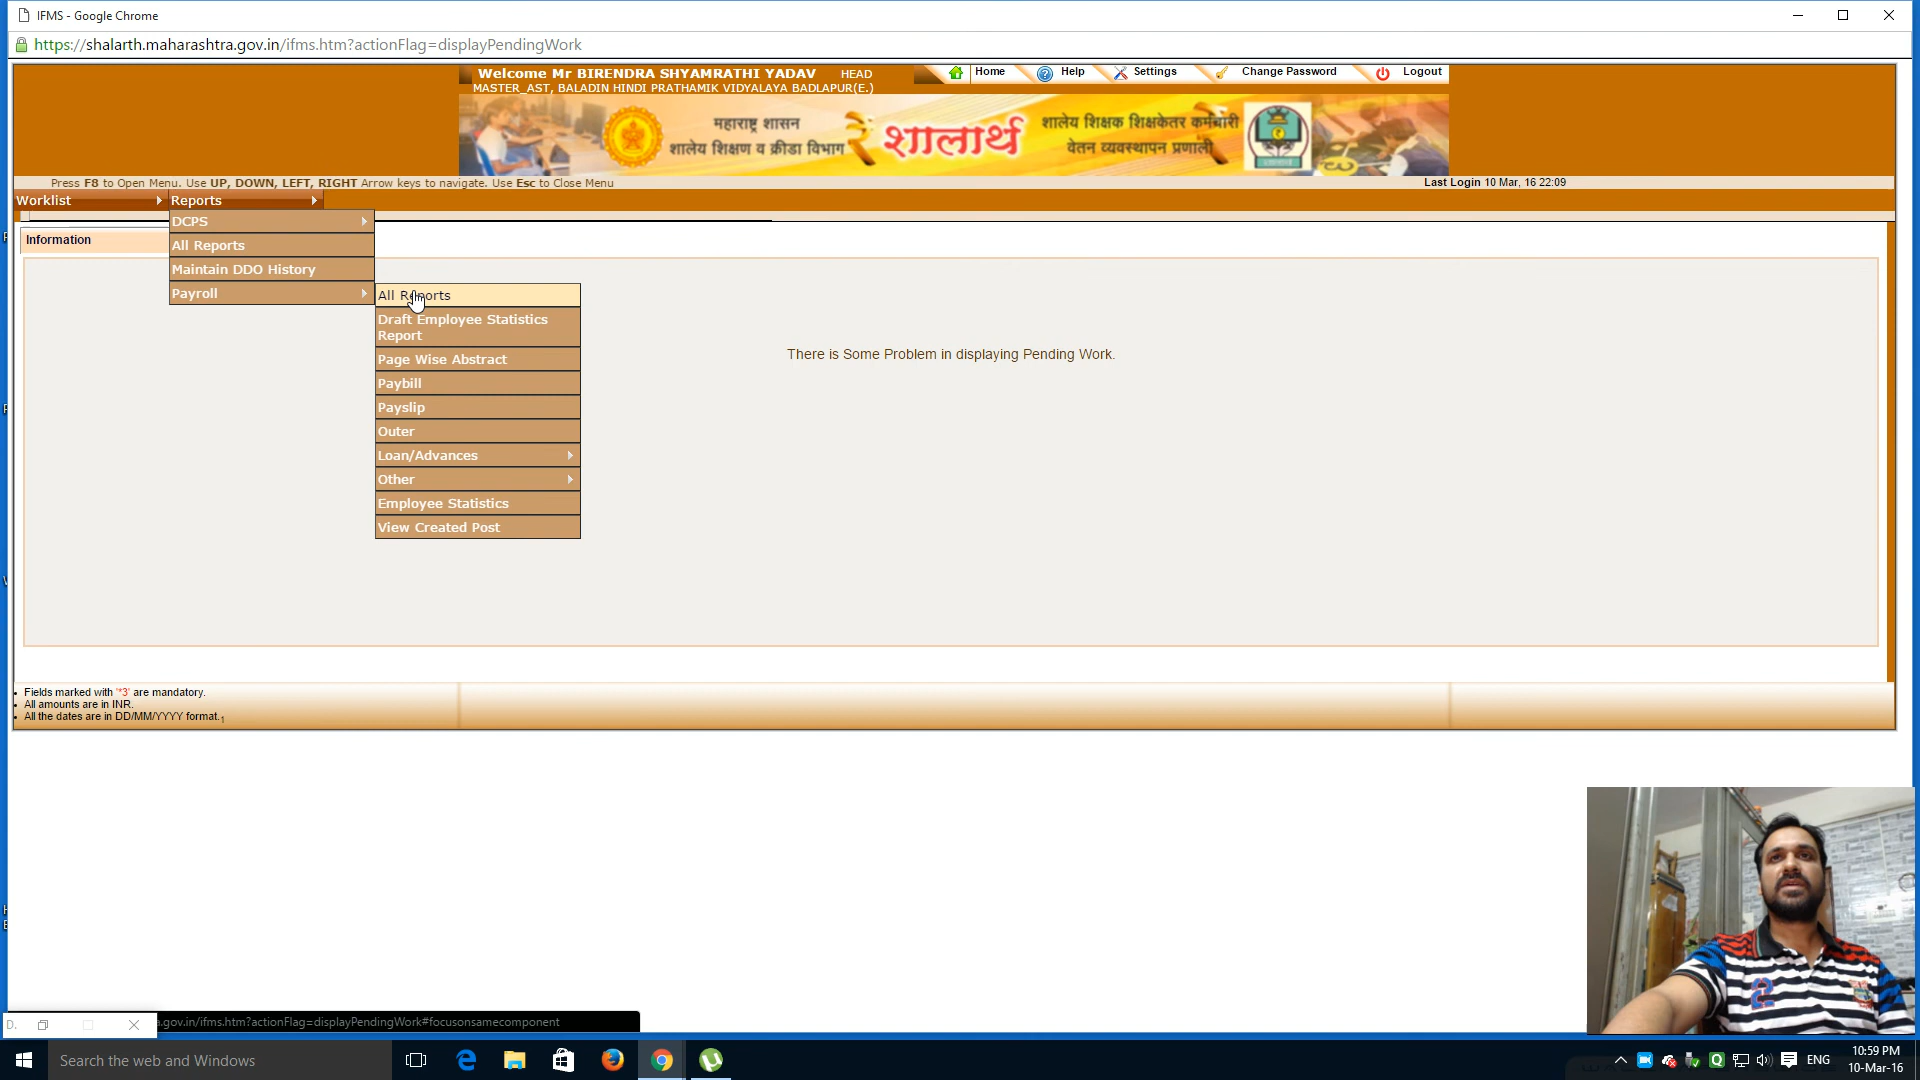 IFMS - Google Chrome
https://shalarth.maharashtra.gov.in/ifms.htm?actionFlag=displayPendingWork
Welcome Mr BIRENDRA SHYAMRATHI YADAV HEAD
MASTER_AST, BALADIN HINDI PRATHAMIK VIDYALAYA BADLAPUR(E.)
Home
Help
Settings
Change Password
Logout
महाराष्ट्र शासन
शालेय शिक्षण व क्रीडा विभाग
शालार्थ
शालेय शिक्षक शिक्षकेतर कर्मचारी
वेतन व्यवस्थापन प्रणाली
Press F8 to Open Menu. Use UP, DOWN, LEFT, RIGHT Arrow keys to navigate. Use Esc to Close Menu
Last Login 10 Mar, 16 22:09
Worklist
Reports
DCPS
All Reports
Maintain DDO History
Payroll
Information
All Reports
Draft Employee Statistics
Report
Page Wise Abstract
Paybill
Payslip
Outer
Loan/Advances
Other
Employee Statistics
View Created Post
There is Some Problem in displaying Pending Work.
Fields marked with '*3' are mandatory.
All amounts are in INR.
All the dates are in DD/MM/YYYY format.1
D.
.gov.in/ifms.htm?actionFlag=displayPendingWork#focusonsamecomponent
Search the web and Windows
ENG
10:59 PM
10-Mar-16